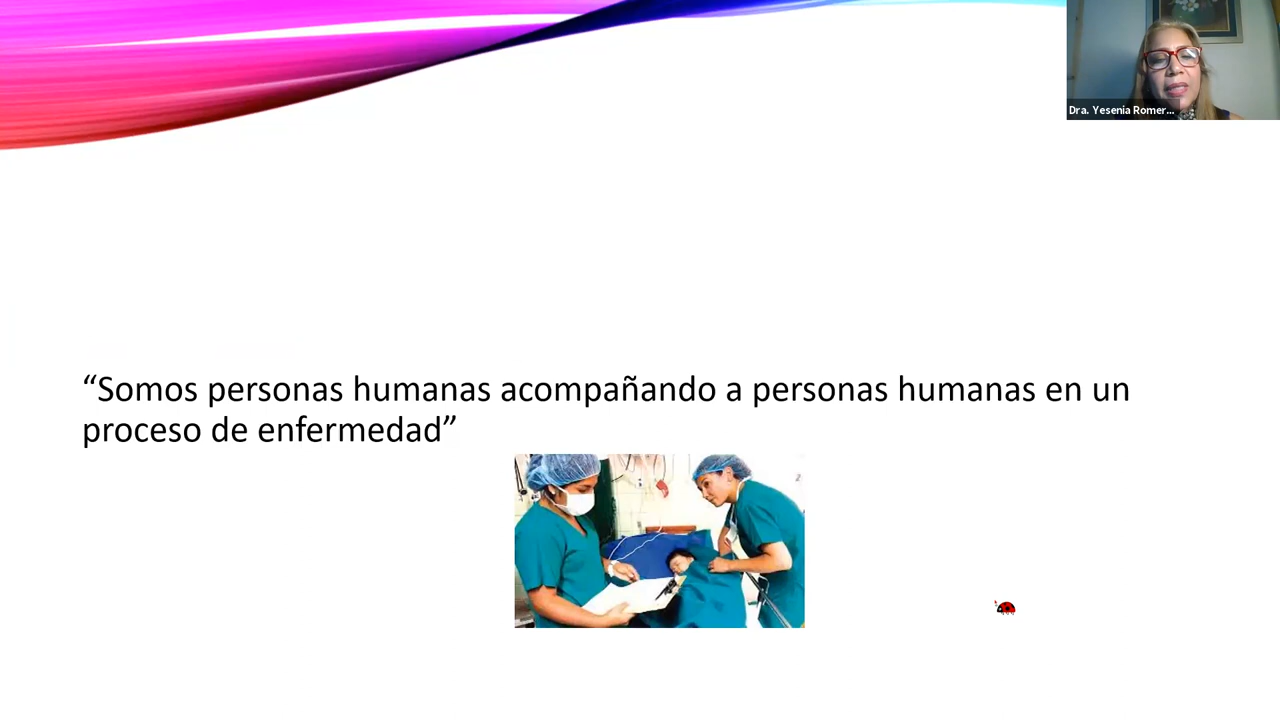 Dra. Yesenia Romer...
“Somos personas humanas acompañando a personas humanas en un
proceso de enfermedad”